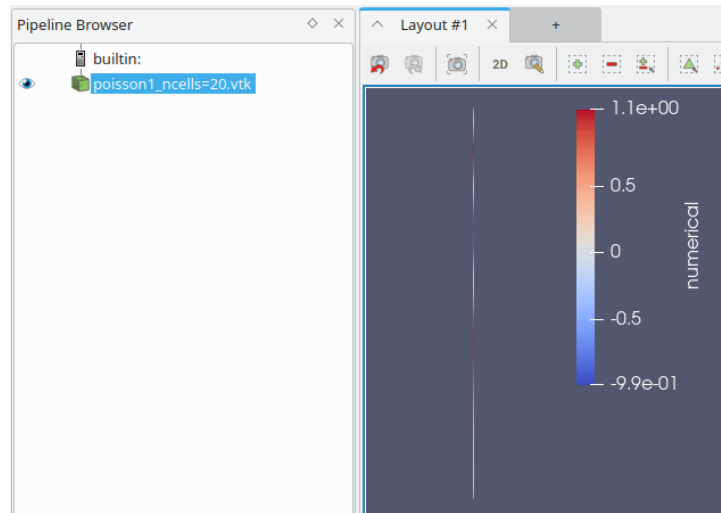 Pipeline Browser
builtin:
poisson1_ncells=20.vtk
Layout #1
+
2D
1.1e+00
0.5
0
-0.5
-9.9e-01
numerical